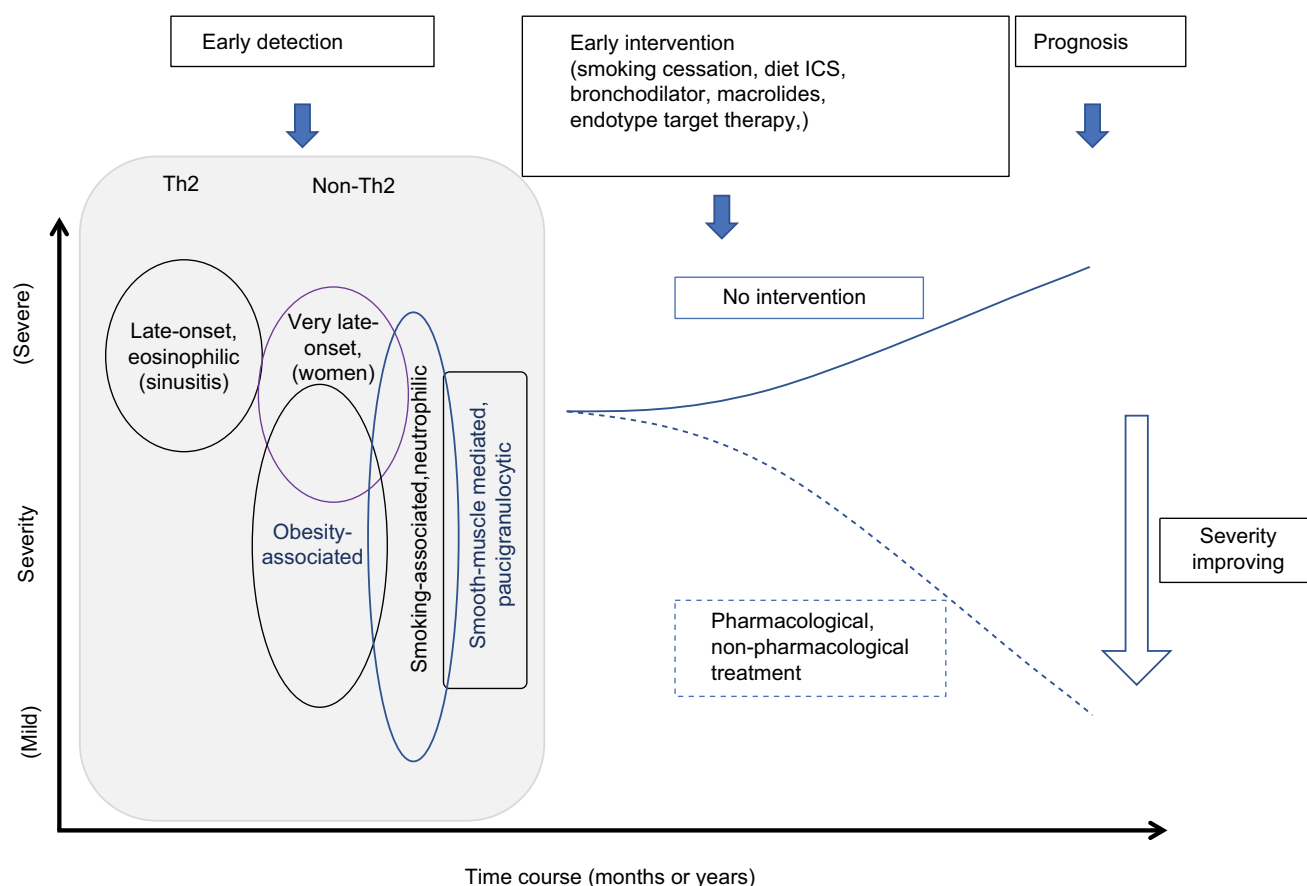 Early detection
Early intervention
(smoking cessation, diet ICS,
bronchodilator, macrolides,
endotype target therapy,)
Prognosis
Th2
Non-Th2
(Severe)
Severity
(Mild)
Late-onset,
eosinophilic
(sinusitis)
Very late-
onset,
(women)
Obesity-
associated
Smoking-associated,neutrophilic
Smooth-muscle mediated,
paucigranulocytic
No intervention
Pharmacological,
non-pharmacological
treatment
Severity
improving
Time course (months or years)